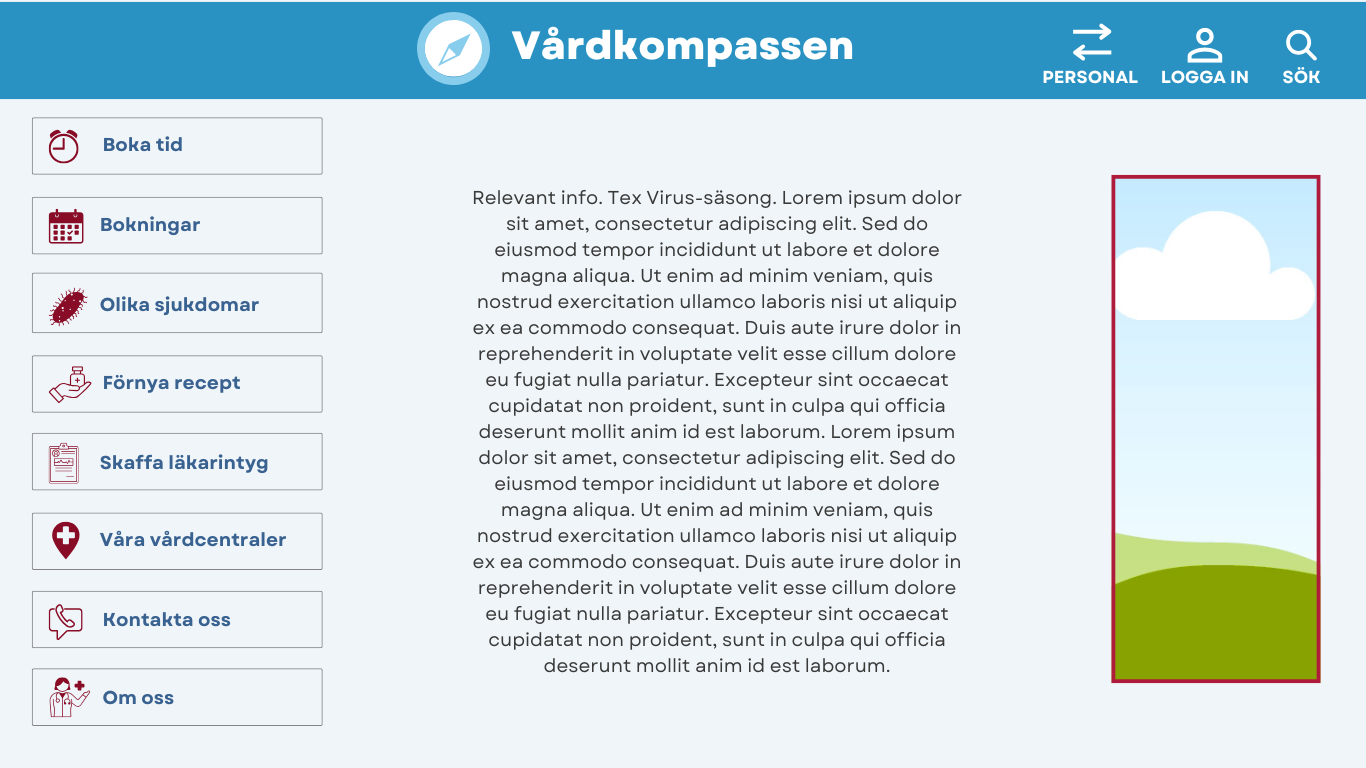 Vårdkompassen
PERSONAL
LOGGA IN
SÖK
Boka tid
Bokningar
Olika sjukdomar
Förnya recept
Skaffa läkarintyg
Våra vårdcentraler
Kontakta oss
Om oss
Relevant info. Tex Virus-säsong. Lorem ipsum dolor
sit amet, consectetur adipiscing elit. Sed do
eiusmod tempor incididunt ut labore et dolore
magna aliqua. Ut enim ad minim veniam, quis
nostrud exercitation ullamco laboris nisi ut aliquip
ex ea commodo consequat. Duis aute irure dolor in
reprehenderit in voluptate velit esse cillum dolore
eu fugiat nulla pariatur. Excepteur sint occaecat
cupidatat non proident, sunt in culpa qui officia
deserunt mollit anim id est laborum. Lorem ipsum
dolor sit amet, consectetur adipiscing elit. Sed do
eiusmod tempor incididunt ut labore et dolore
magna aliqua. Ut enim ad minim veniam, quis
nostrud exercitation ullamco laboris nisi ut aliquip
ex ea commodo consequat. Duis aute irure dolor in
reprehenderit in voluptate velit esse cillum dolore
eu fugiat nulla pariatur. Excepteur sint occaecat
cupidatat non proident, sunt in culpa qui officia
deserunt mollit anim id est laborum.